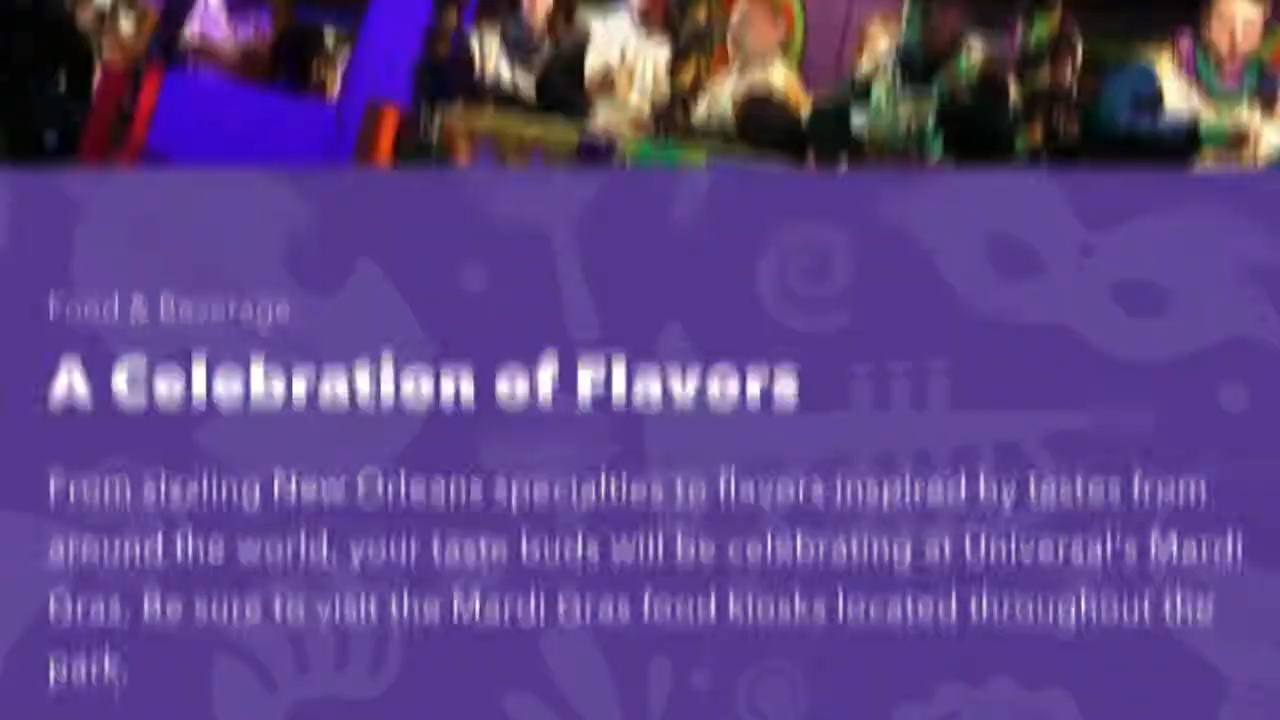 Food & Beverage
A Celebration of Flavors
From sizzling New Orleans specialties to flavors inspired by tastes from
around the world, your taste buds will be celebrating at Universal's Mardi
Gras. Be sure to visit the Mardi Gras food kiosks located throughout the
park.